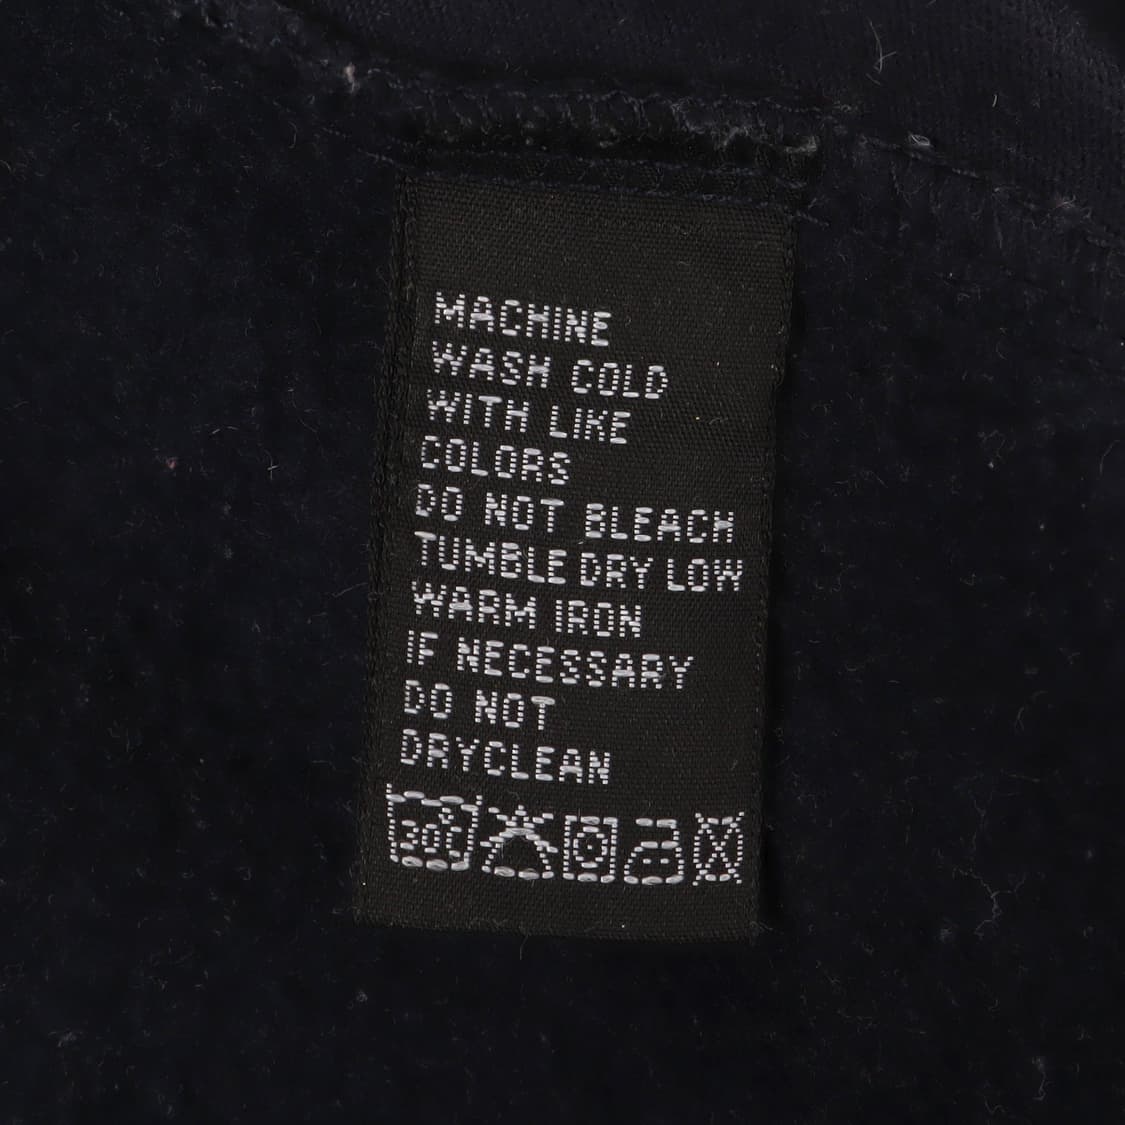 MACHINE
WASH COLD
WITH LIKE
COLORS
DO NOT BLEACH
TUMBLE DRY LOW
WARM IRON
IF NECESSARY
DO NOT
DRYCLEAN
30C